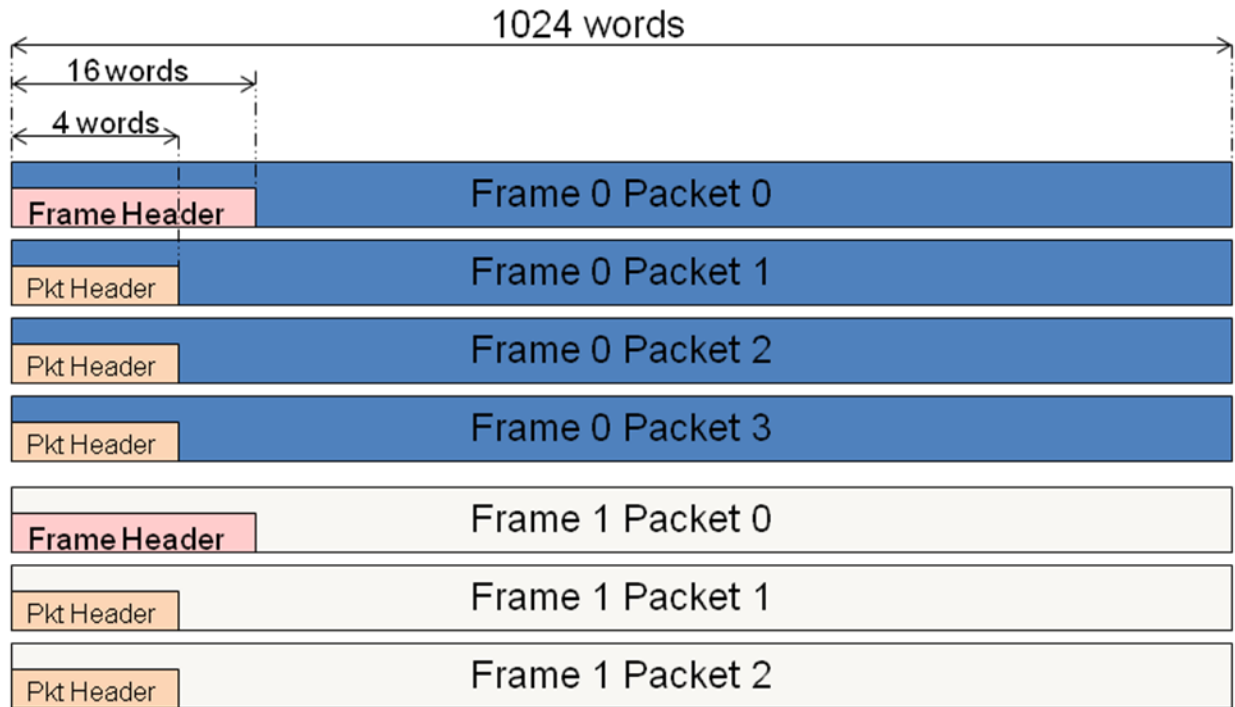 1024 words
16 words
4 words
Frame 0 Packet 0
Frame Header
Frame 0 Packet 1
Pkt Header
Frame 0 Packet 2
Pkt Header
Frame 0 Packet 3
Pkt Header
Frame 1 Packet 0
Frame Header
Frame 1 Packet 1
Pkt Header
Frame 1 Packet 2
Pkt Header